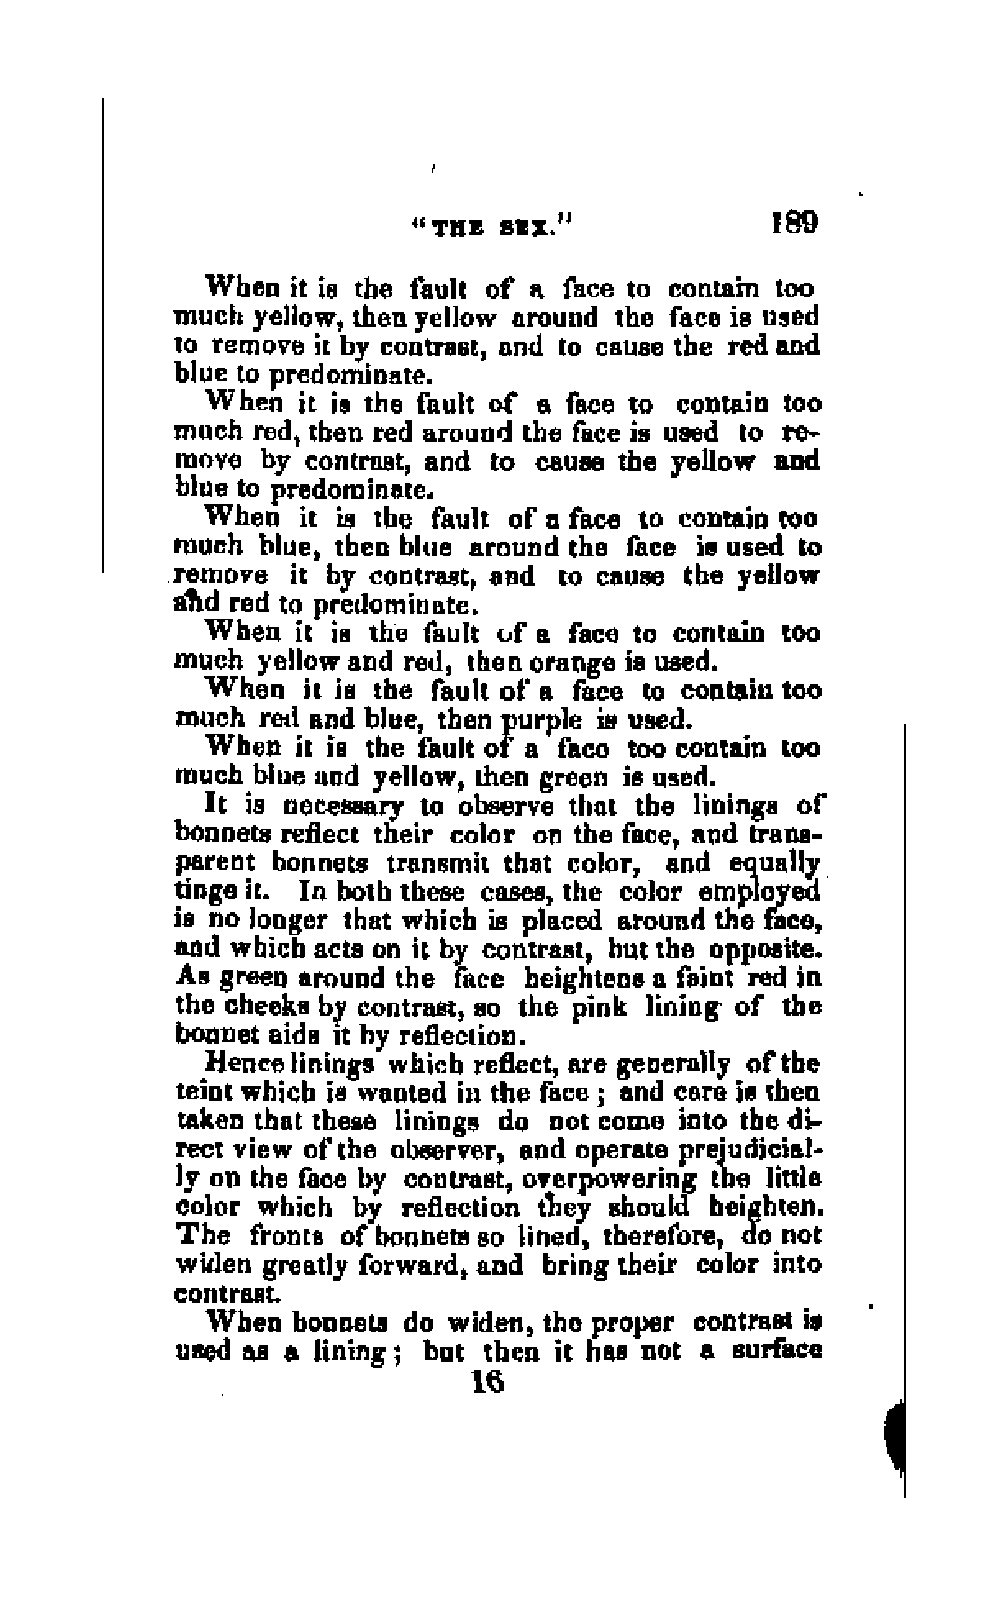 "THE SEX." 189
When it is the fault of a face to contain too
much yellow, then yellow around the face is used
to remove it by contrast, and to cause the red and
blue to predominate.
When it is the fault of a face to contain too
much red, then red around the face is used to re-
move by contrast, and to cause the yellow and
blue to predominate.
When it is the fault of a face to contain too
much blue, then blue around the face is used to
remove it by contrast, and to cause the yellow
and red to predominate.
When it is the fault of a face to contain too
much yellow and red, then orange is used.
When it is the fault of a face to contain too
much red and blue, then purple is used.
When it is the fault of a face too contain too
much blue and yellow, then green is used.
It is necessary to observe that the linings of
bonnets reflect their color on the face, and trans-
parent bonnets transmit that color, and equally
tinge it. In both these cases, the color employed
is no longer that which is placed around the face,
and which acts on it by contrast, but the opposite.
As green around the face heightens a faint red in
the cheeks by contrast, so the pink lining of the
bonnet aids it by reflection.
Hence linings which reflect, are generally of the
teint which is wanted in the face; and care is then
taken that these linings do not come into the di-
rect view of the observer, and operate prejudicial-
ly on the face by contrast, overpowering the little
color which by reflection they should heighten.
The fronts of bonnets so lined, therefore, do not
widen greatly forward, and bring their color into
contrast.
When bonnets do widen, the proper contrast is
used as a lining; but then it has not a surface
16